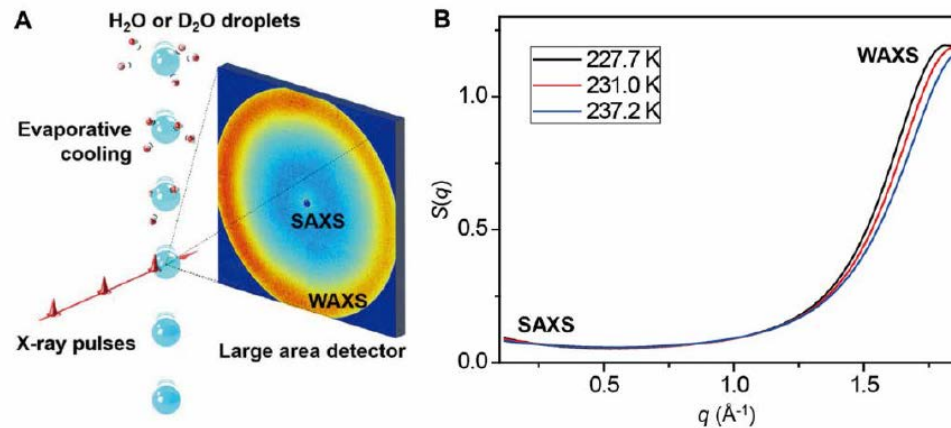 A
H₂O or D₂O droplets
Evaporative
cooling
SAXS
WAXS
X-ray pulses
Large area detector
B
227.7 K
231.0 K
237.2 K
WAXS
SAXS
S(q)
1.0
0.5
0.0
0.5
1.0
1.5
q (Å⁻¹)